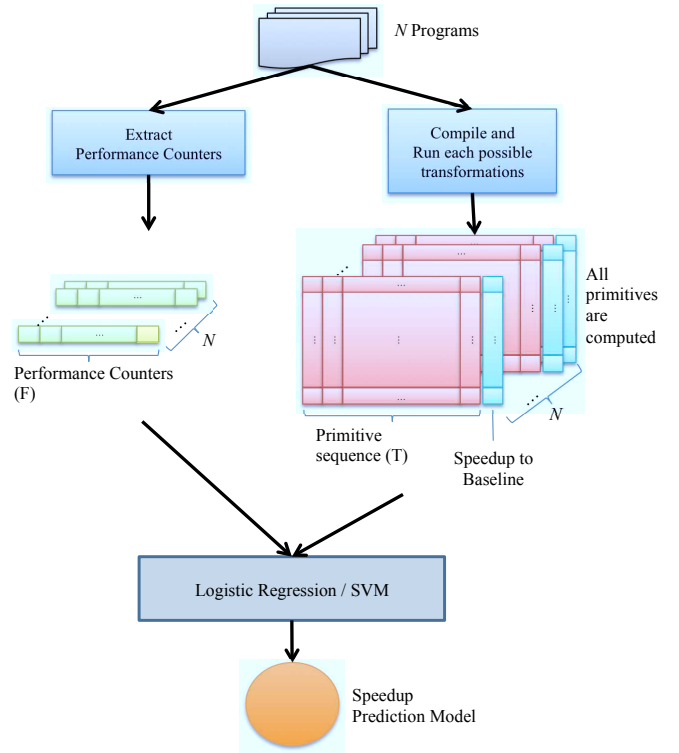 N Programs
Extract
Performance Counters
Compile and
Run each possible
transformations
...
...
...
...
...
...
N
Performance Counters
(F)
All
primitives
are
computed
...
N
Primitive
sequence (T)
Speedup to
Baseline
Logistic Regression / SVM
Speedup
Prediction Model